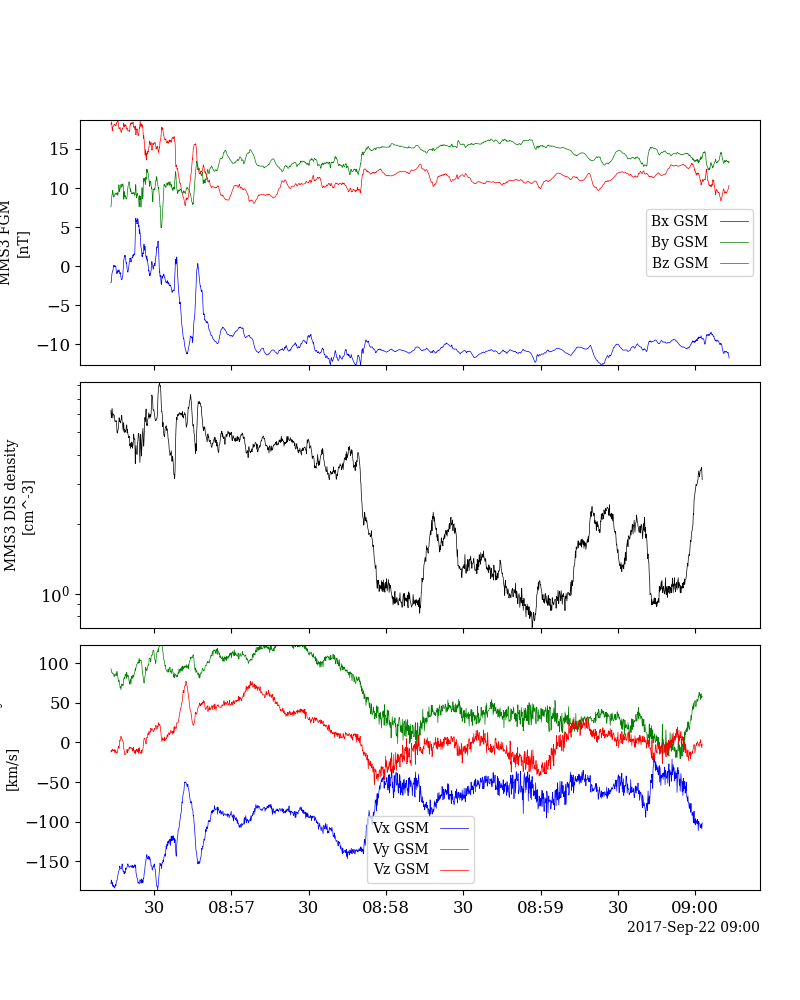 15
10
5
0
−5
−10
MMS3 FGM
[nT]
Bx GSM
By GSM
Bz GSM
10⁰
MMS3 DIS density
[cm^-3]
100
50
0
−50
−100
−150
[km/s]
Vx GSM
Vy GSM
Vz GSM
30 08:57 30 08:58 30 08:59 30 09:00
2017-Sep-22 09:00